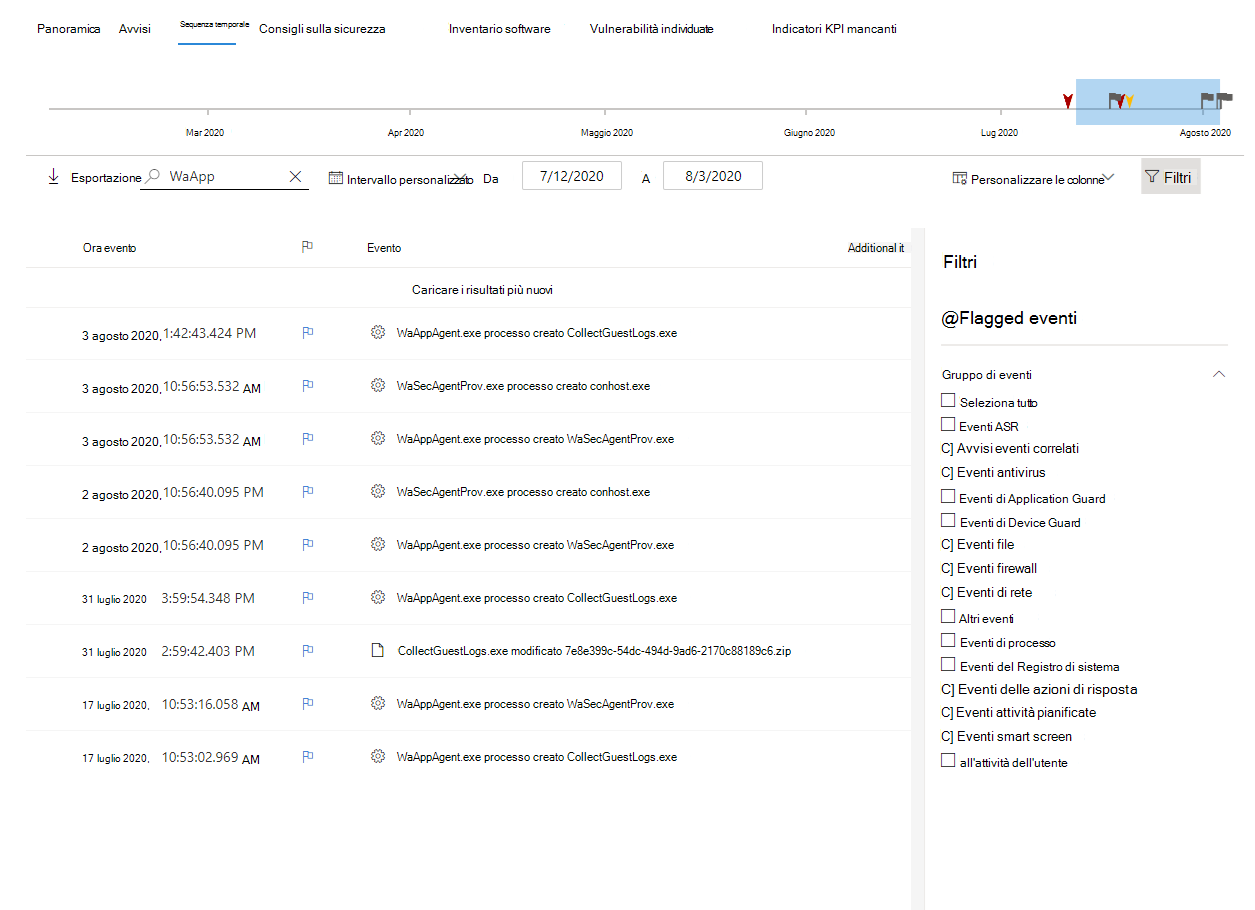 Panoramica Avvisi Sequenza temporale Consigli sulla sicurezza Inventario software Vulnerabilità individuate Indicatori KPI mancanti
Mar 2020 Apr 2020 Maggio 2020 Giugno 2020 Lug 2020 Agosto 2020
Esportazione WaApp Intervallo personalizzato Da 7/12/2020 A 8/3/2020 Personalizzare le colonne Filtri
Ora evento Evento Additional it
Caricare i risultati più nuovi
3 agosto 2020, 1:42:43.424 PM WaAppAgent.exe processo creato CollectGuestLogs.exe
3 agosto 2020, 10:56:53.532 AM WaSecAgentProv.exe processo creato conhost.exe
3 agosto 2020, 10:56:53.532 AM WaAppAgent.exe processo creato WaSecAgentProv.exe
2 agosto 2020, 10:56:40.095 PM WaSecAgentProv.exe processo creato conhost.exe
2 agosto 2020, 10:56:40.095 PM WaAppAgent.exe processo creato WaSecAgentProv.exe
31 luglio 2020 3:59:54.348 PM WaAppAgent.exe processo creato CollectGuestLogs.exe
31 luglio 2020 2:59:42.403 PM CollectGuestLogs.exe modificato 7e8e399c-54dc-494d-9ad6-2170c88189c6.zip
17 luglio 2020, 10:53:16.058 AM WaAppAgent.exe processo creato WaSecAgentProv.exe
17 luglio 2020, 10:53:02.969 AM WaAppAgent.exe processo creato CollectGuestLogs.exe
Filtri
@Flagged eventi
Gruppo di eventi
Seleziona tutto
Eventi ASR
C] Avvisi eventi correlati
C] Eventi antivirus
Eventi di Application Guard
Eventi di Device Guard
C] Eventi file
C] Eventi firewall
C] Eventi di rete
Altri eventi
Eventi di processo
Eventi del Registro di sistema
C] Eventi delle azioni di risposta
C] Eventi attività pianificate
C] Eventi smart screen
all'attività dell'utente